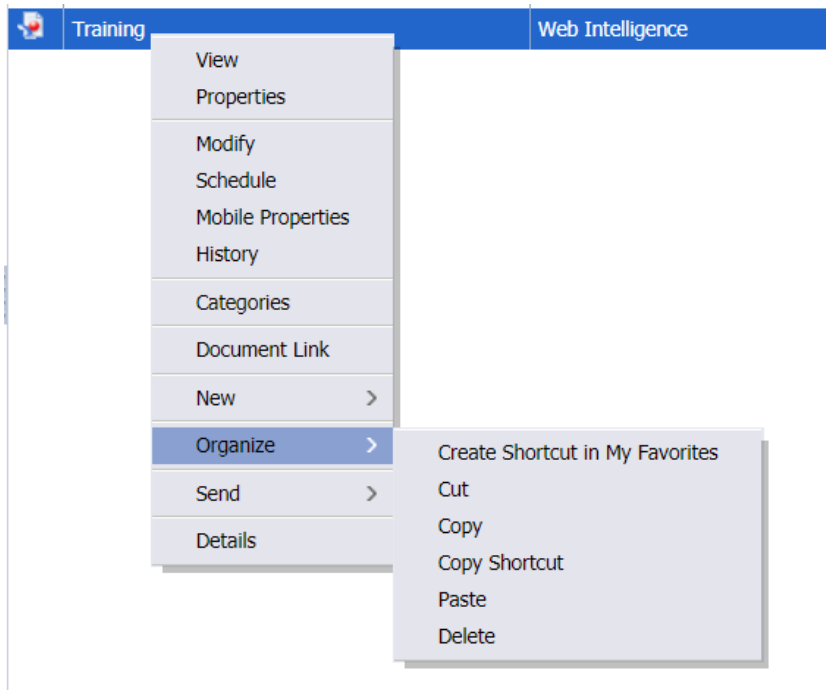 Training Web Intelligence
View
Properties
Modify
Schedule
Mobile Properties
History
Categories
Document Link
New
Organize
Send
Details
Create Shortcut in My Favorites
Cut
Copy
Copy Shortcut
Paste
Delete